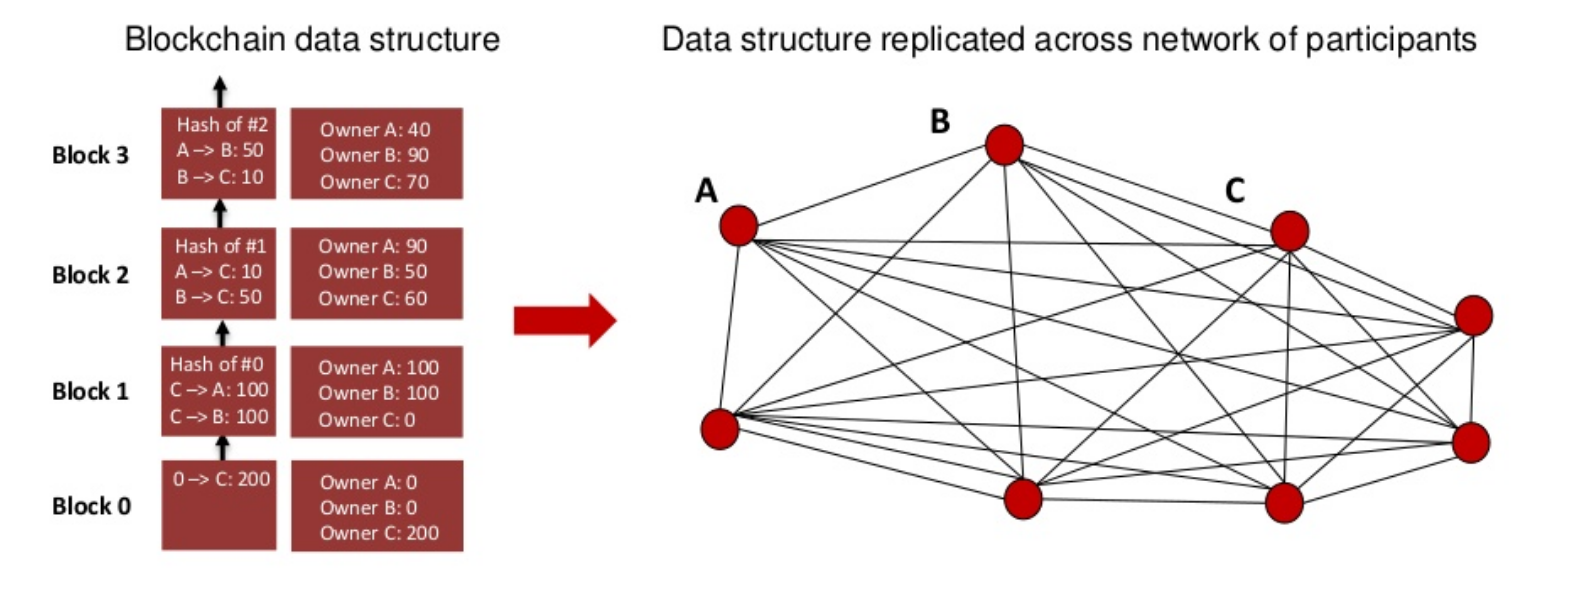 Blockchain data structure
Data structure replicated across network of participants
Block 3
Hash of #2
A –> B: 50
B –> C: 10
Owner A: 40
Owner B: 90
Owner C: 70
Block 2
Hash of #1
A –> C: 10
B –> C: 50
Owner A: 90
Owner B: 50
Owner C: 60
Block 1
Hash of #0
C –> A: 100
C –> B: 100
Owner A: 100
Owner B: 100
Owner C: 0
Block 0
0 –> C: 200
Owner A: 0
Owner B: 0
Owner C: 200
A
B
C